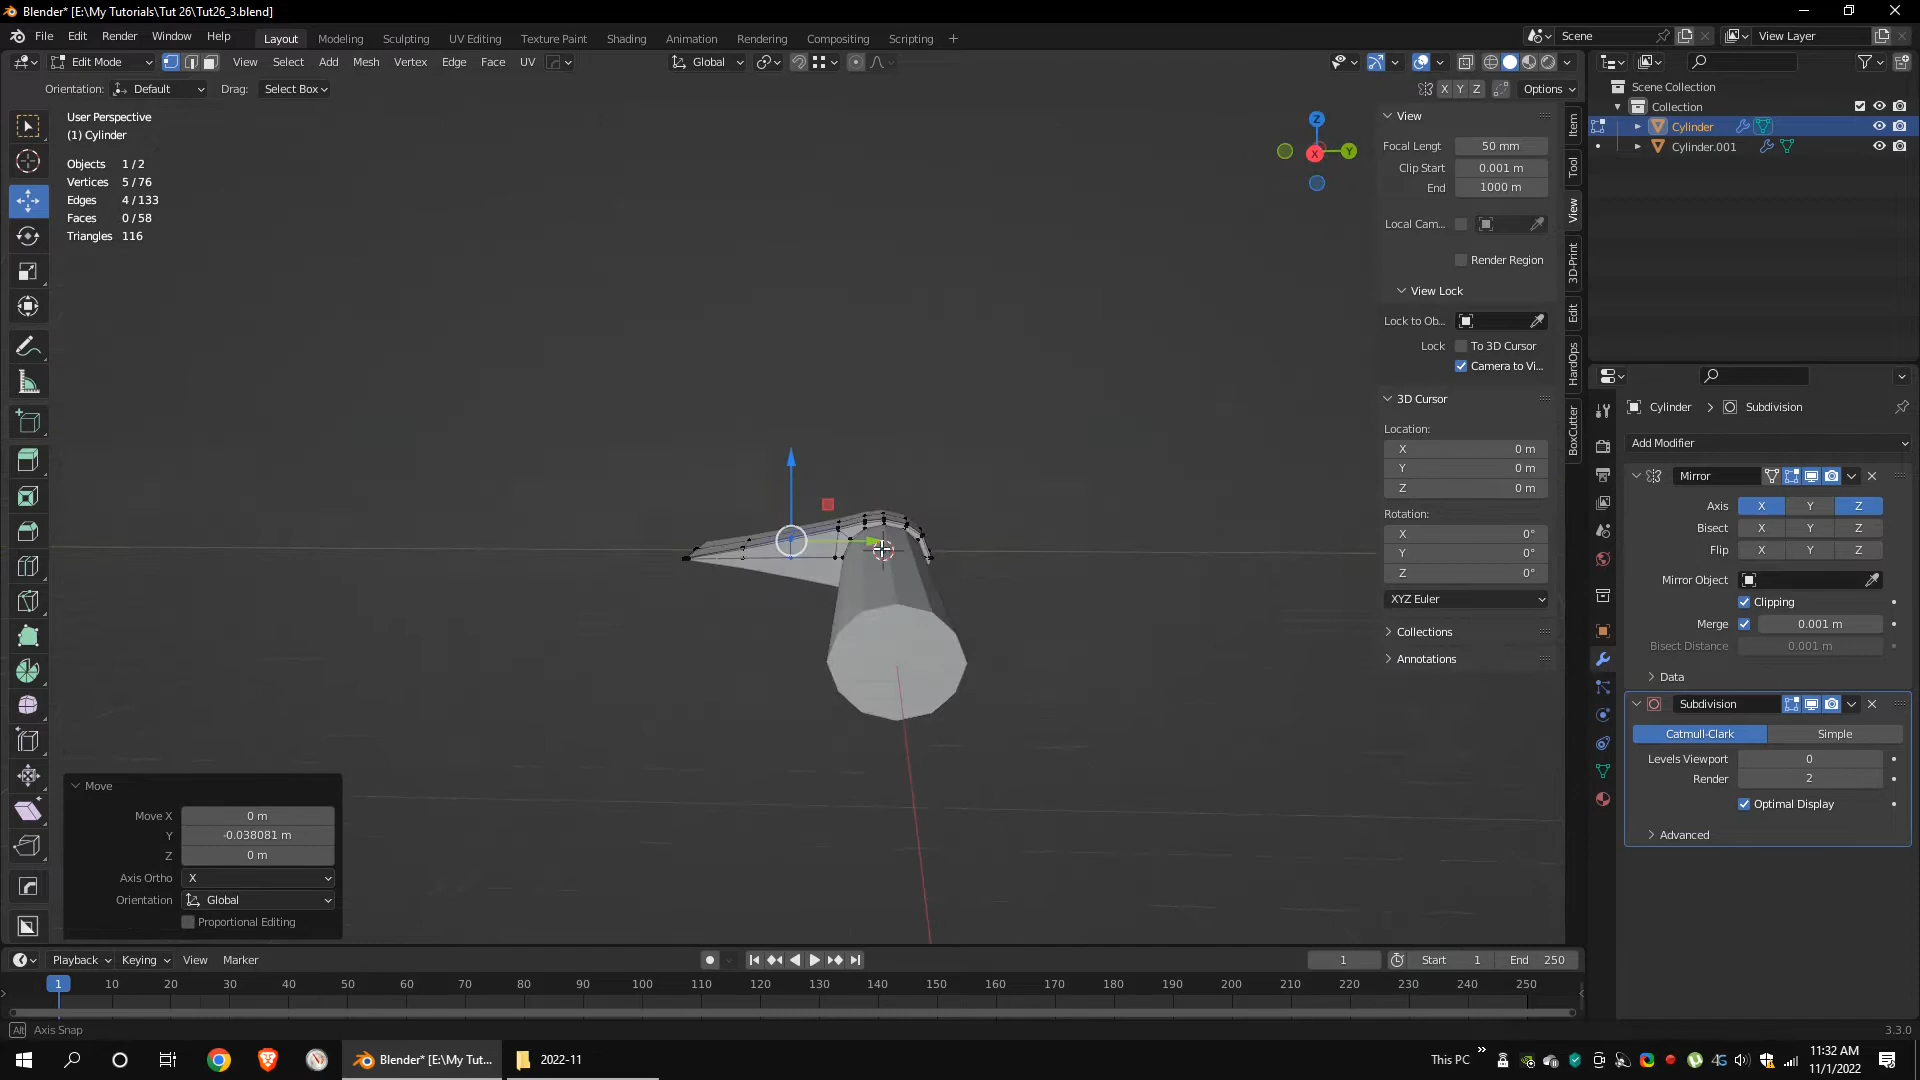 Blender* [E:\My Tutorials\Tut 26\Tut26_3.blend]
File Edit Render Window Help Layout Modeling Sculpting UV Editing Texture Paint Shading Animation Rendering Compositing Scripting + Scene View Layer
Edit Mode View Select Add Mesh Vertex Edge Face UV Global
Orientation: Default Drag: Select Box X Y Z Options
User Perspective
(1) Cylinder
Objects 1 / 2
Vertices 5 / 76
Edges 4 / 133
Faces 0 / 58
Triangles 116
Z
Y
X
View
Focal Lengt 50 mm
Clip Start 0.001 m
End 1000 m
Local Cam...
Render Region
View Lock
Lock to Ob...
Lock To 3D Cursor
Camera to Vi...
3D Cursor
Location:
X 0 m
Y 0 m
Z 0 m
Rotation:
X 0°
Y 0°
Z 0°
XYZ Euler
Collections
Annotations
Item
Tool
View
3D-Print
Edit
HardOps
BoxCutter
Scene Collection
Collection
Cylinder
Cylinder.001
Cylinder > Subdivision
Add Modifier
Mirror
Axis X Y Z
Bisect X Y Z
Flip X Y Z
Mirror Object
Clipping
Merge 0.001 m
Bisect Distance 0.001 m
Data
Subdivision
Catmull-Clark Simple
Levels Viewport 0
Render 2
Optimal Display
Advanced
Move
Move X 0 m
Y -0.038081 m
Z 0 m
Axis Ortho X
Orientation Global
Proportional Editing
Playback Keying View Marker 1 Start 1 End 250
1 10 20 30 40 50 60 70 80 90 100 110 120 130 140 150 160 170 180 190 200 210 220 230 240 250
Alt Axis Snap 3.3.0
Blender* [E:\My Tut... 2022-11 This PC » 4G 11:32 AM
11/1/2022